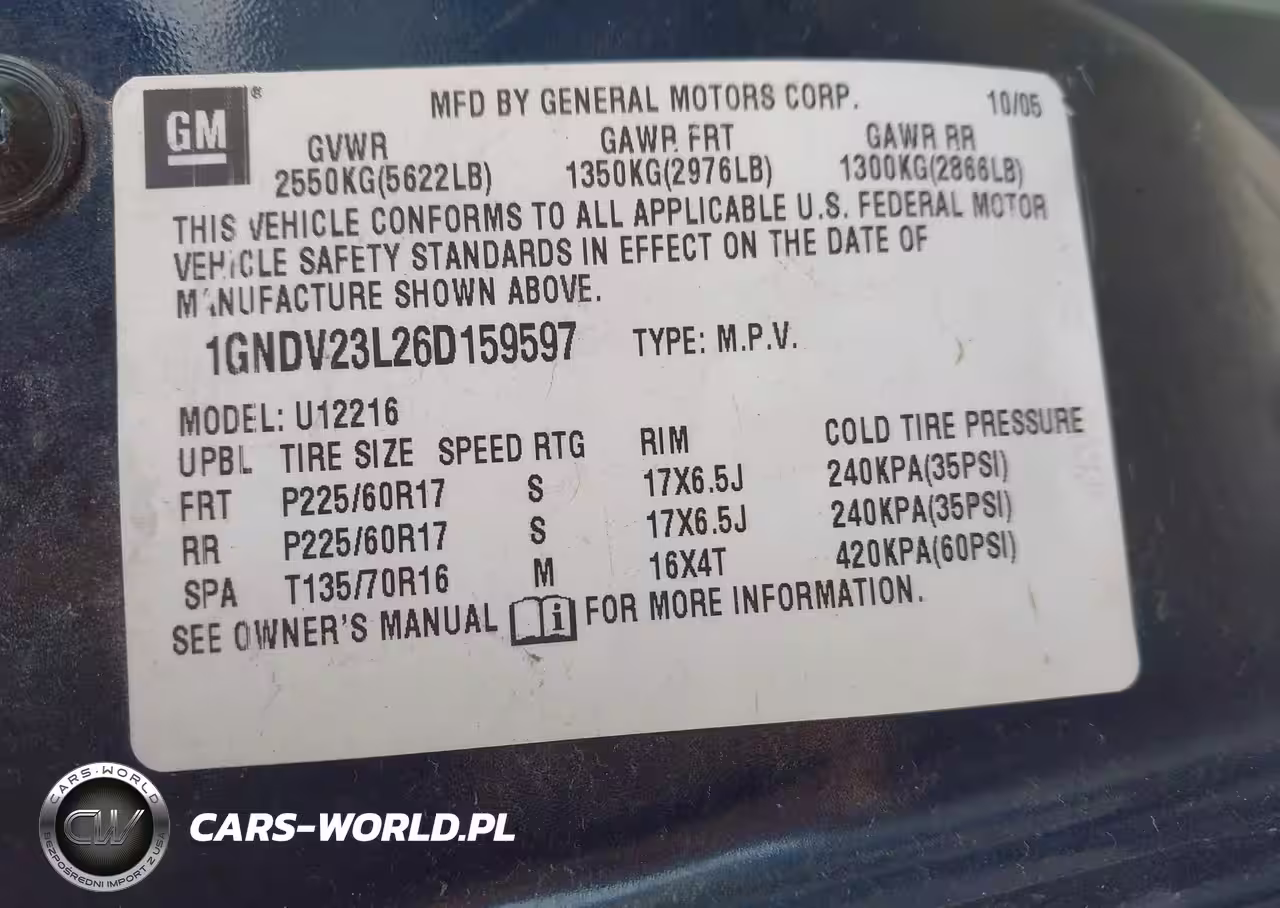 GM®
MFD BY GENERAL MOTORS CORP. 10/05
GVWR GAWR FRT GAWR RR
2550KG(5622LB) 1350KG(2976LB) 1300KG(2866LB)
THIS VEHICLE CONFORMS TO ALL APPLICABLE U.S. FEDERAL MOTOR
VEHICLE SAFETY STANDARDS IN EFFECT ON THE DATE OF
MANUFACTURE SHOWN ABOVE.
1GNDV23L26D159597 TYPE: M.P.V.
MODEL: U12216
UPBL TIRE SIZE SPEED RTG RIM COLD TIRE PRESSURE
FRT P225/60R17 S 17X6.5J 240KPA(35PSI)
RR P225/60R17 S 17X6.5J 240KPA(35PSI)
SPA T135/70R16 M 16X4T 420KPA(60PSI)
SEE OWNER'S MANUAL i FOR MORE INFORMATION.
CARS-WORLD
CW
BEZPOŚREDNI IMPORT Z USA
CARS-WORLD.PL